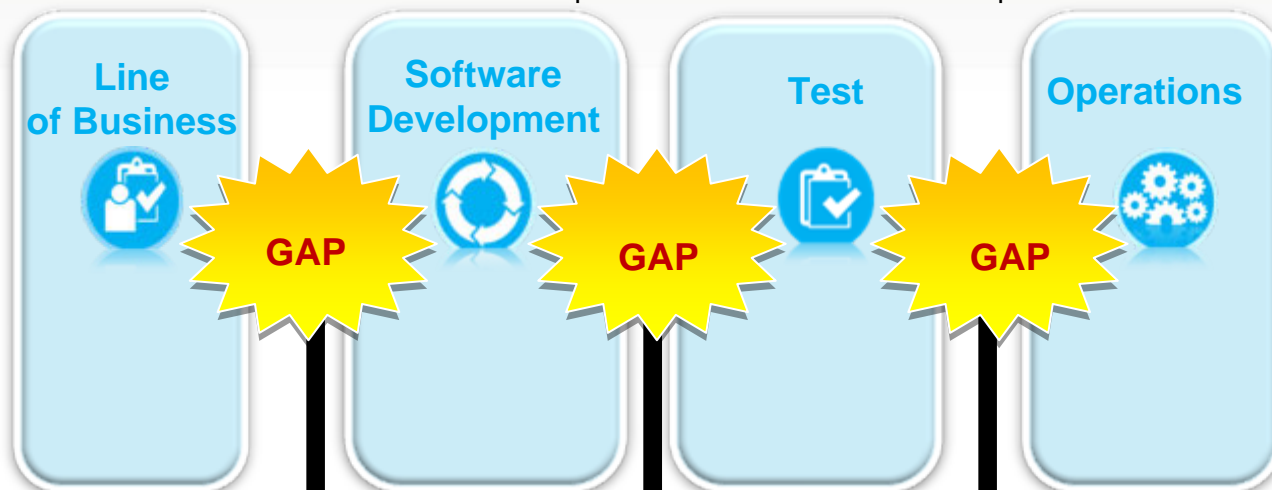 Line
of Business
Software
Development
Test
Operations
GAP
GAP
GAP